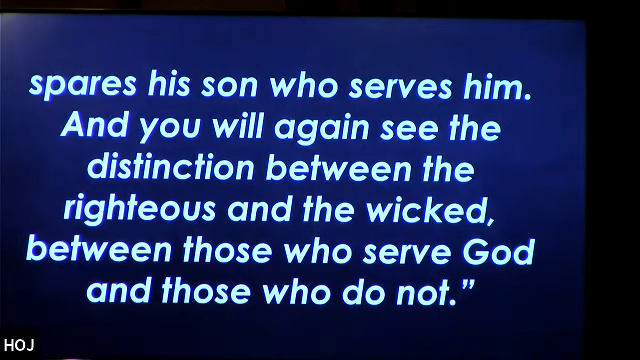 spares his son who serves him.
And you will again see the
distinction between the
righteous and the wicked,
between those who serve God
and those who do not.”
HOJ